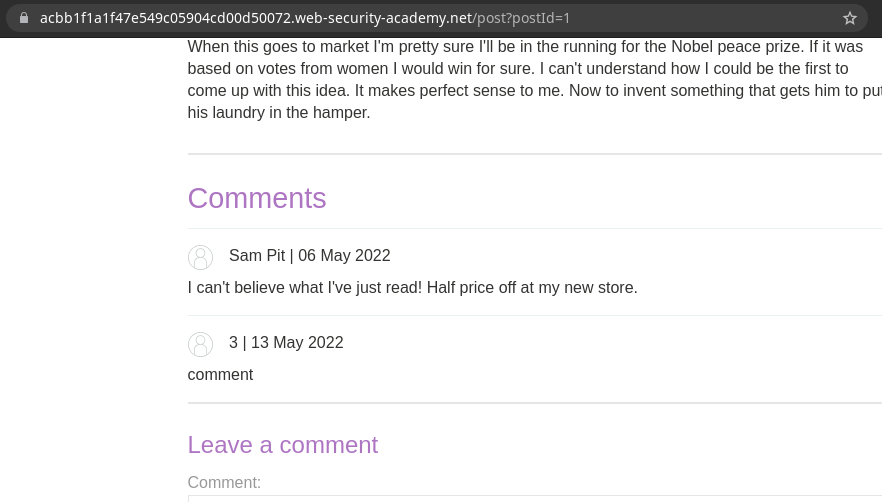 acbb1f1a1f47e549c05904cd00d50072.web-security-academy.net/post?postId=1
When this goes to market I'm pretty sure I'll be in the running for the Nobel peace prize. If it was
based on votes from women I would win for sure. I can't understand how I could be the first to
come up with this idea. It makes perfect sense to me. Now to invent something that gets him to put
his laundry in the hamper.
Comments
Sam Pit | 06 May 2022
I can't believe what I've just read! Half price off at my new store.
3 | 13 May 2022
comment
Leave a comment
Comment: